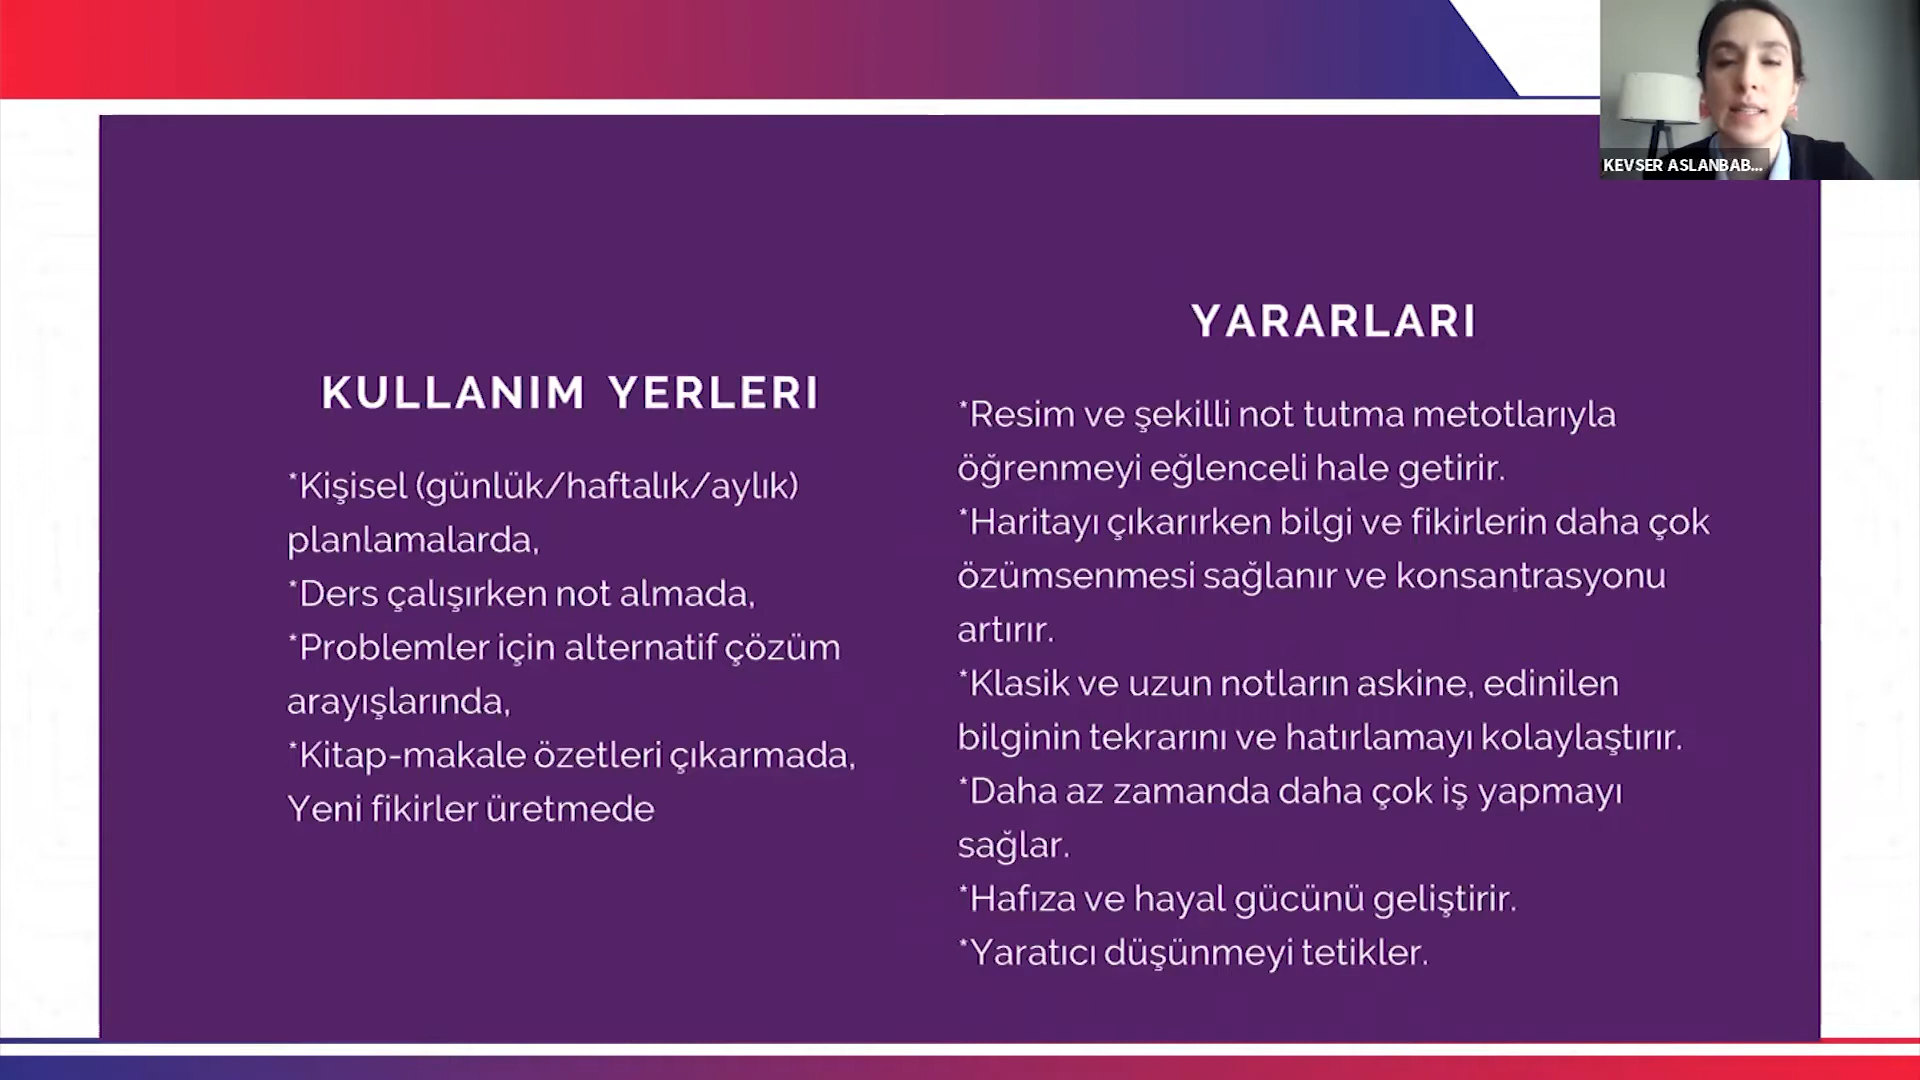 KEVSER ASLANBAB...
KULLANIM YERLERİ
*Kişisel (günlük/haftalık/aylık)
planlamalarda,
*Ders çalışırken not almada,
*Problemler için alternatif çözüm
arayışlarında,
*Kitap-makale özetleri çıkarmada,
Yeni fikirler üretmede
YARARLARI
*Resim ve şekilli not tutma metotlarıyla
öğrenmeyi eğlenceli hale getirir.
*Haritayı çıkarırken bilgi ve fikirlerin daha çok
özümsenmesi sağlanır ve konsantrasyonu
artırır.
*Klasik ve uzun notların askine, edinilen
bilginin tekrarını ve hatırlamayı kolaylaştırır.
*Daha az zamanda daha çok iş yapmayı
sağlar.
*Hafıza ve hayal gücünü geliştirir.
*Yaratıcı düşünmeyi tetikler.